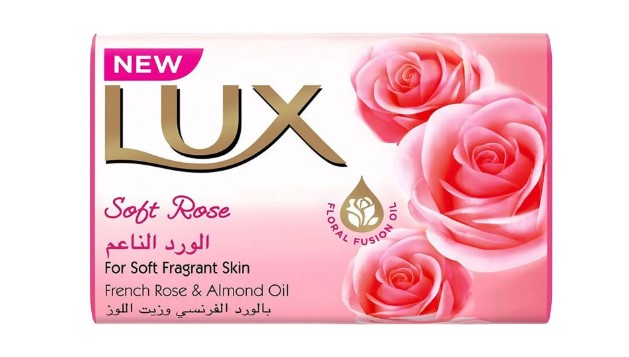 NEW
LUX
Soft Rose
الورد الناعم
For Soft Fragrant Skin
French Rose & Almond Oil
بالورد الفرنسي وزيت اللوز
FLORAL FUSION OIL